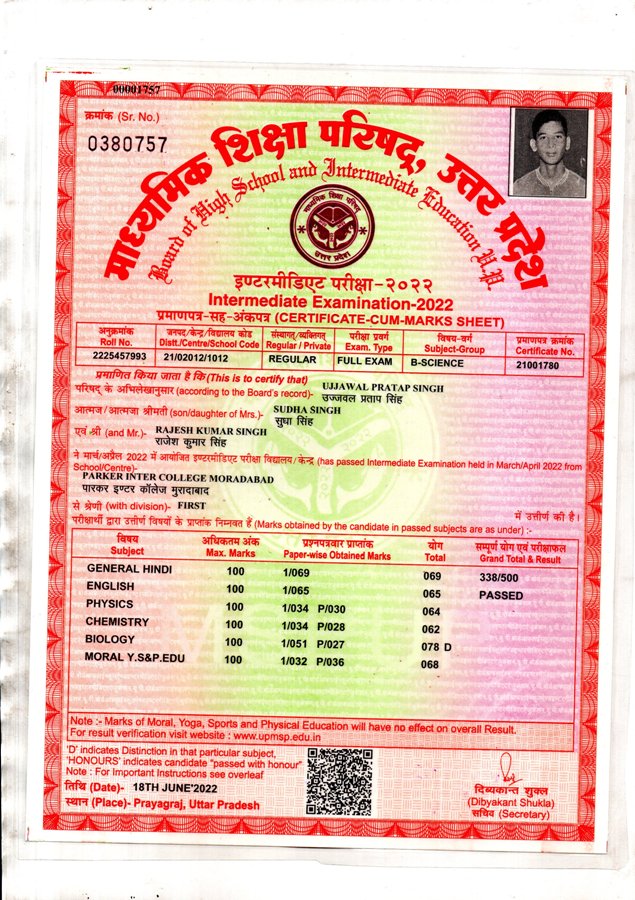 00001757
क्रमांक (Sr. No.)
0380757
माध्यमिक शिक्षा परिषद, उत्तर प्रदेश
Board of High School and Intermediate Education U.P.
माध्यमिक शिक्षा परिषद्
उत्तर प्रदेश
इण्टरमीडिएट परीक्षा-२०२२
Intermediate Examination-2022
प्रमाणपत्र-सह-अंकपत्र (CERTIFICATE-CUM-MARKS SHEET)
अनुक्रमांक जनपद/केन्द्र/विद्यालय कोड संस्थागत/व्यक्तिगत परीक्षा प्रवर्ग विषय-वर्ग प्रमाणपत्र क्रमांक
Roll No. Distt./Centre/School Code Regular / Private Exam. Type Subject-Group Certificate No.
2225457993 21/02012/1012 REGULAR FULL EXAM B-SCIENCE 21001780
प्रमाणित किया जाता है कि (This is to certify that)
परिषद् के अभिलेखानुसार (according to the Board's record)- UJJAWAL PRATAP SINGH
उज्जवल प्रताप सिंह
आत्मज/आत्मजा श्रीमती (son/daughter of Mrs.)- SUDHA SINGH
सुधा सिंह
एवं श्री (and Mr.)- RAJESH KUMAR SINGH
राजेश कुमार सिंह
ने मार्च/अप्रैल 2022 में आयोजित इण्टरमीडिएट परीक्षा विद्यालय/केन्द्र (has passed Intermediate Examination held in March/April 2022 from
School/Centre)-
PARKER INTER COLLEGE MORADABAD
पारकर इण्टर कॉलेज मुरादाबाद
से श्रेणी (with division)- FIRST में उत्तीर्ण की है।
परीक्षार्थी द्वारा उत्तीर्ण विषयों के प्राप्तांक निम्नवत हैं (Marks obtained by the candidate in passed subjects are as under) :-
विषय अधिकतम अंक प्रश्नपत्रवार प्राप्तांक योग सम्पूर्ण योग एवं परीक्षाफल
Subject Max. Marks Paper-wise Obtained Marks Total Grand Total & Result
GENERAL HINDI 100 1/069 069 338/500
ENGLISH 100 1/065 065 PASSED
PHYSICS 100 1/034 P/030 064
CHEMISTRY 100 1/034 P/028 062
BIOLOGY 100 1/051 P/027 078 D
MORAL Y.S&P.EDU 100 1/032 P/036 068
Note :- Marks of Moral, Yoga, Sports and Physical Education will have no effect on overall Result.
For result verification visit website : www.upmsp.edu.in
'D' indicates Distinction in that particular subject,
'HONOURS' indicates candidate "passed with honour"
Note : For Important Instructions see overleaf
तिथि (Date)- 18TH JUNE'2022
स्थान (Place)- Prayagraj, Uttar Pradesh
दिव्यकान्त शुक्ल
(Dibyakant Shukla)
सचिव (Secretary)